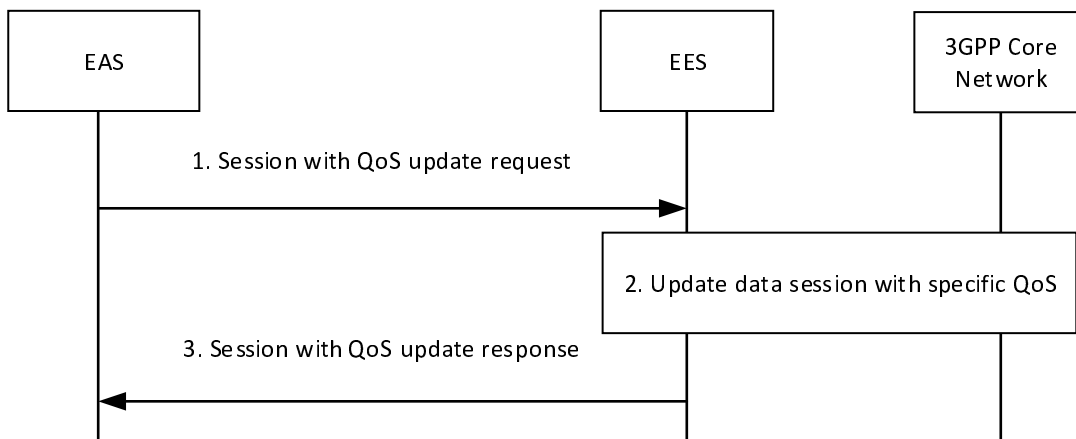 EAS
EES
3GPP Core
Network
1. Session with QoS update request
2. Update data session with specific QoS
3. Session with QoS update response